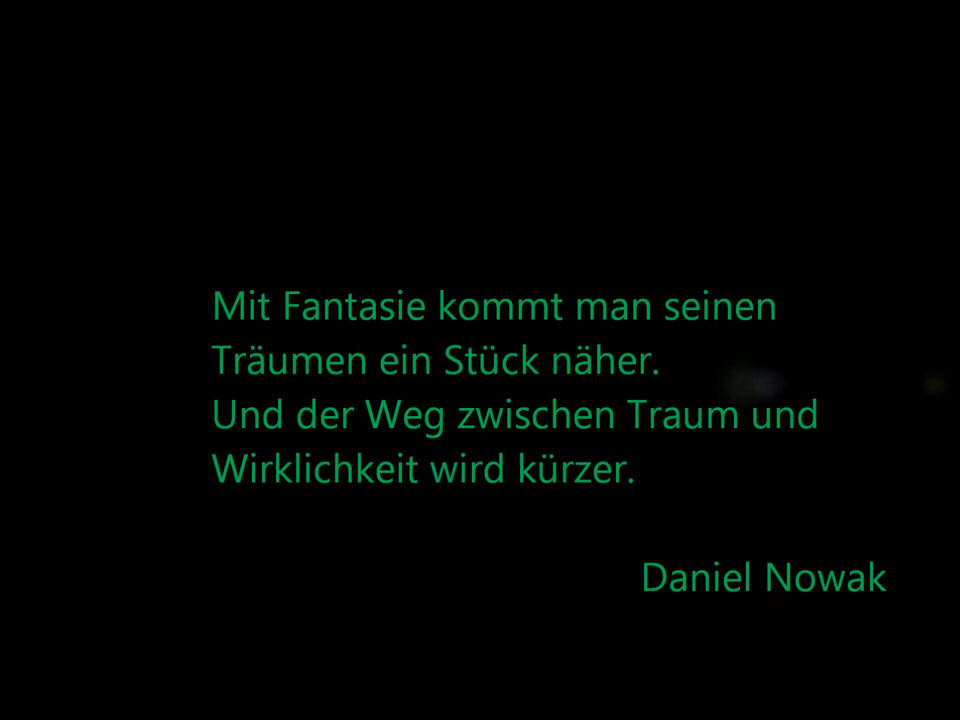 Mit Fantasie kommt man seinen
Träumen ein Stück näher.
Und der Weg zwischen Traum und
Wirklichkeit wird kürzer.
Daniel Nowak